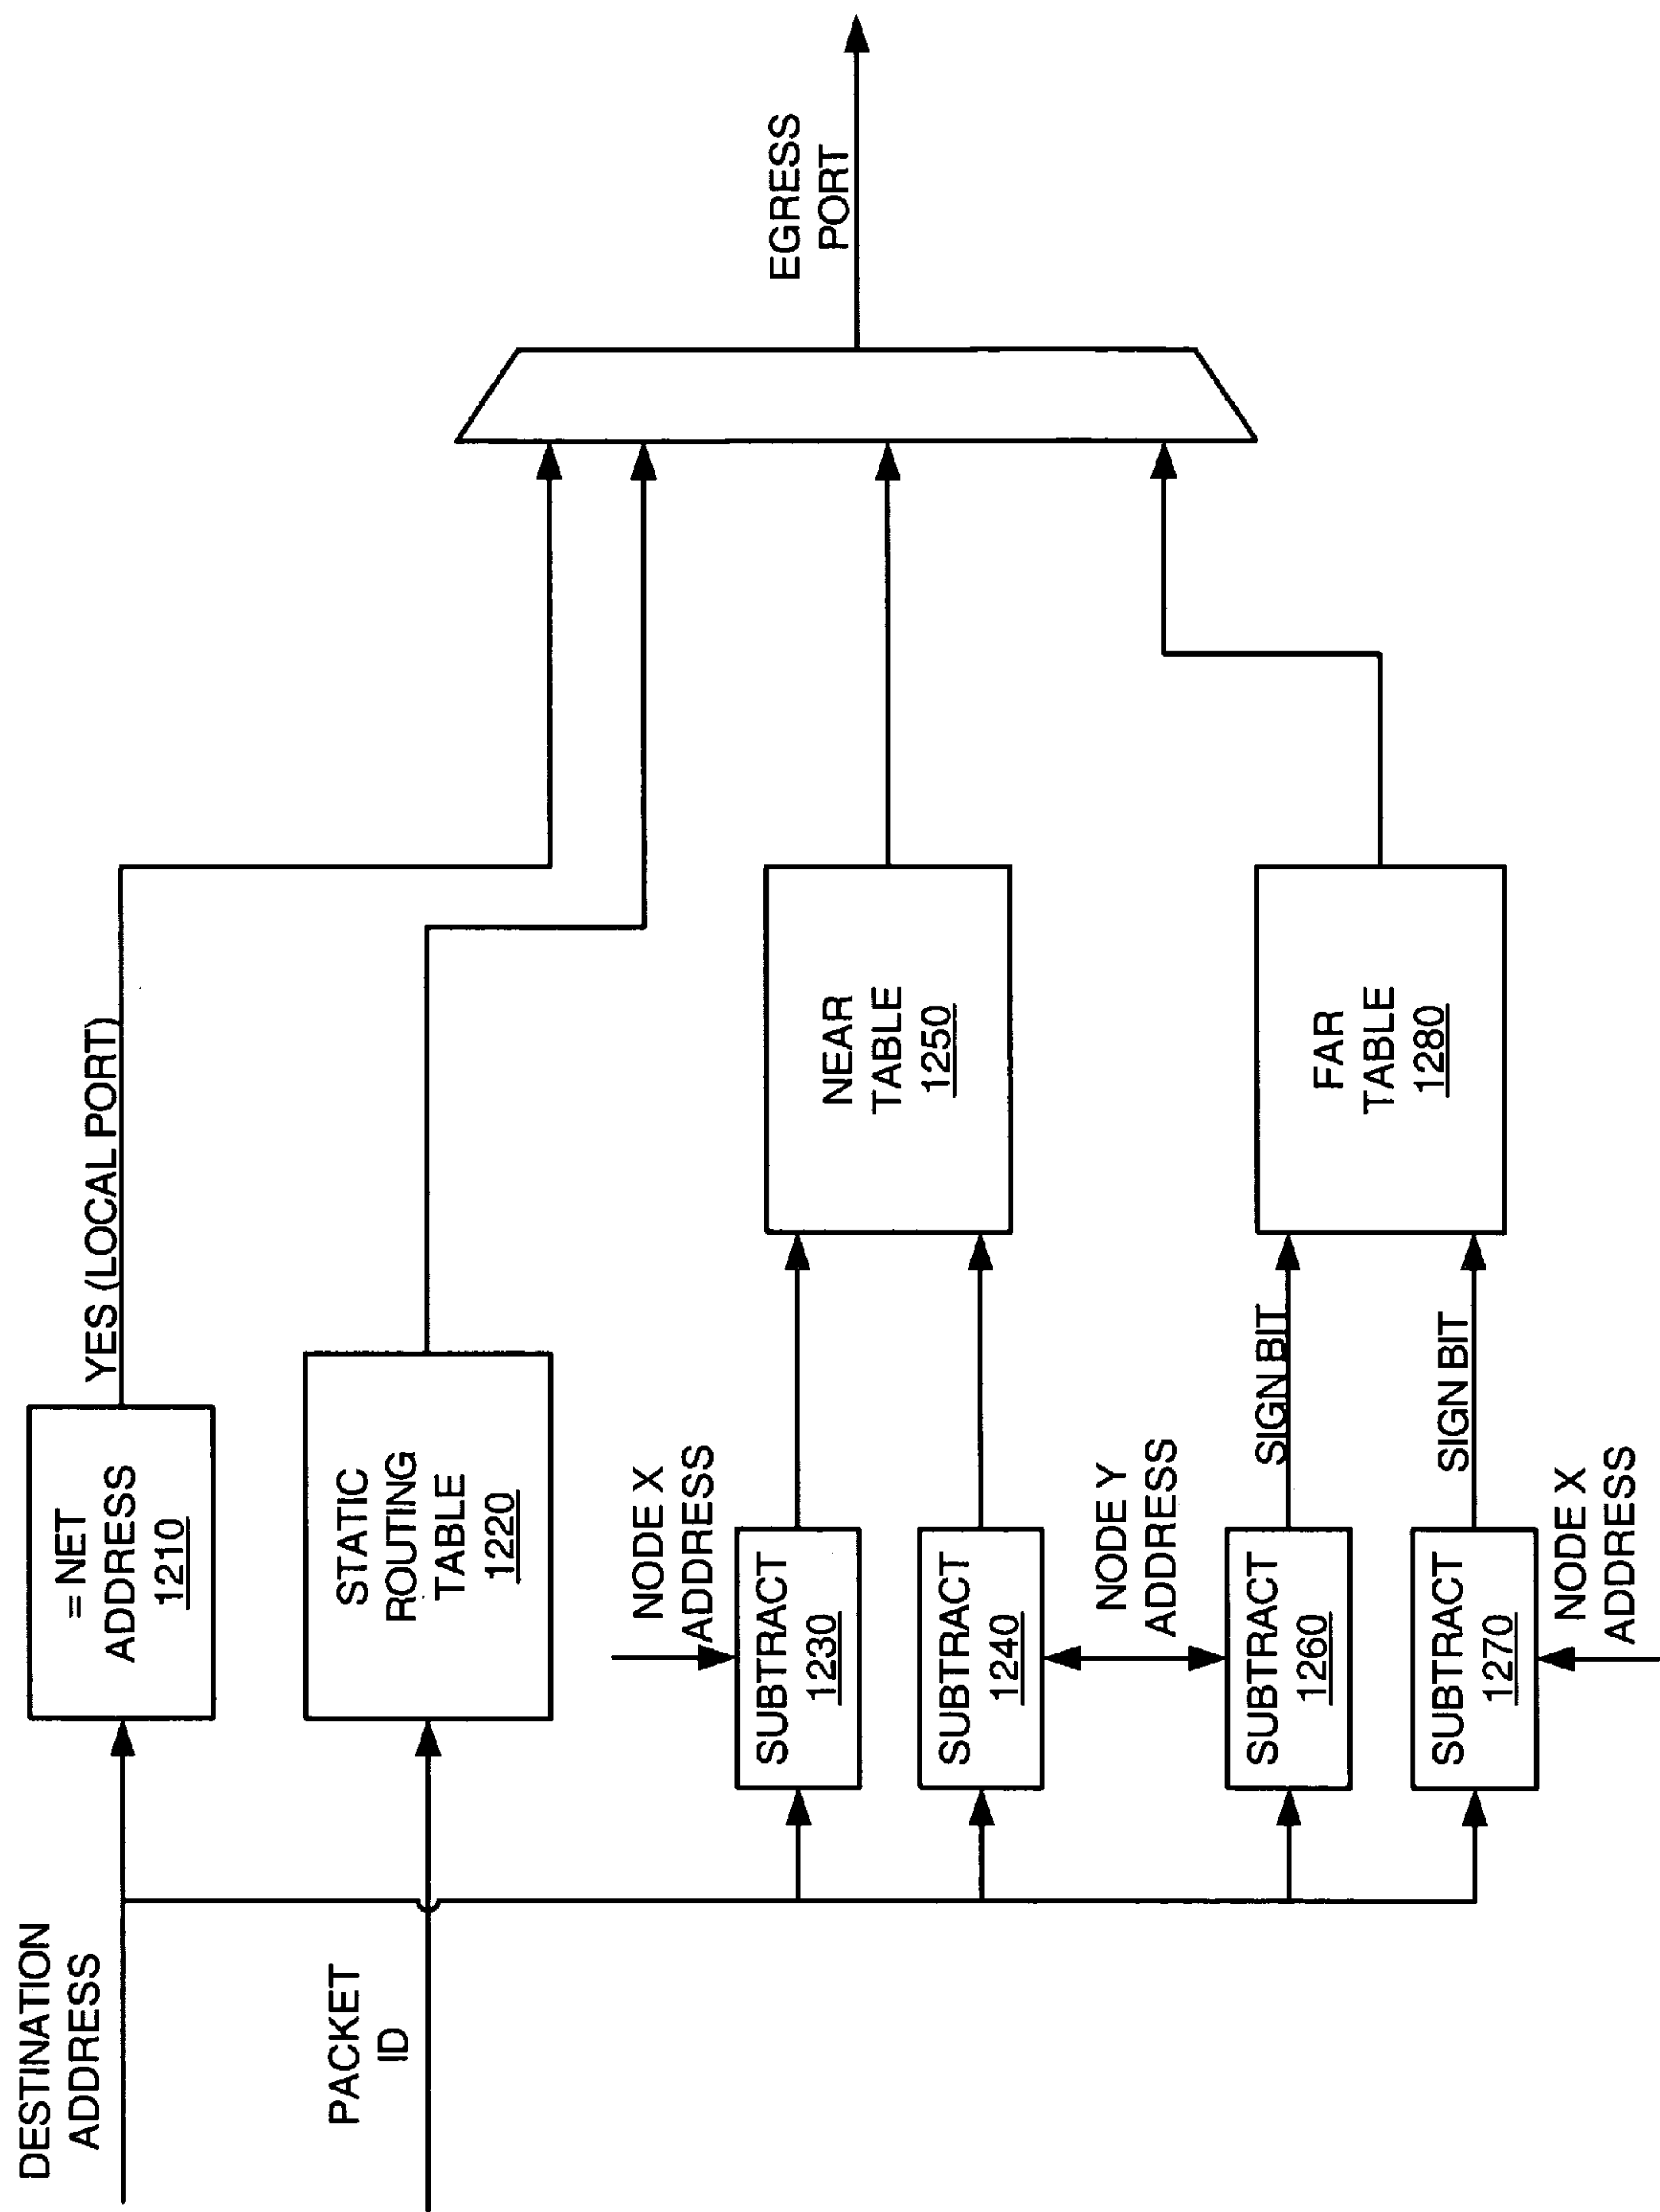 DESTINATION
ADDRESS
= NET
ADDRESS
1210
YES (LOCAL PORT)
PACKET
ID
STATIC
ROUTING
TABLE
1220
NODE X
ADDRESS
SUBTRACT
1230
SUBTRACT
1240
NEAR
TABLE
1250
NODE Y
ADDRESS
SUBTRACT
1260
SIGN BIT
SUBTRACT
1270
SIGN BIT
NODE X
ADDRESS
FAR
TABLE
1280
EGRESS
PORT